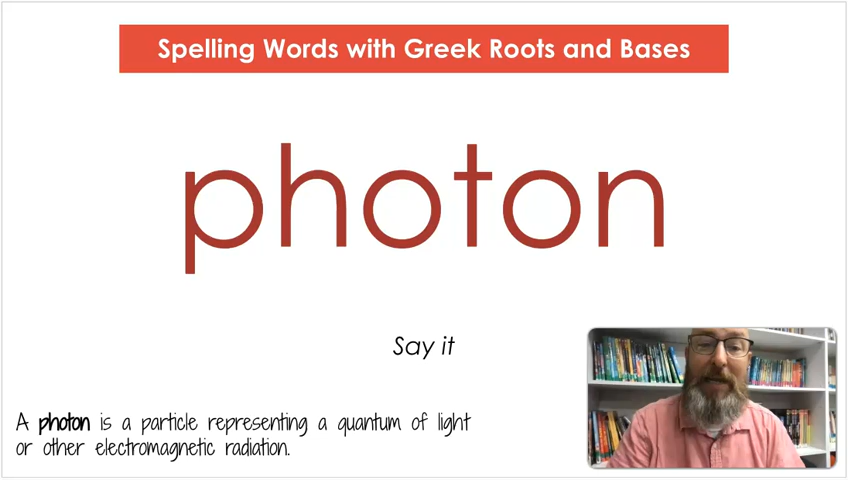 Spelling Words with Greek Roots and Bases
photon
Say it
A photon is a particle representing a quantum of light
or other electromagnetic radiation.